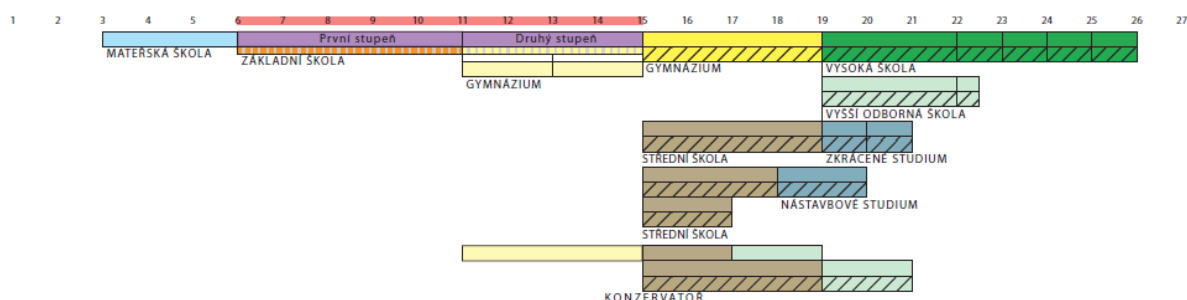 1 2 3 4 5 6 7 8 9 10 11 12 13 14 15 16 17 18 19 20 21 22 23 24 25 26 27
První stupeň Druhý stupeň
MATEŘSKÁ ŠKOLA ZÁKLADNÍ ŠKOLA GYMNÁZIUM VYSOKÁ ŠKOLA
GYMNÁZIUM
VYŠŠÍ ODBORNÁ ŠKOLA
STŘEDNÍ ŠKOLA ZKRÁCENÉ STUDIUM
NÁSTAVBOVÉ STUDIUM
STŘEDNÍ ŠKOLA
KONZERVATOŘ